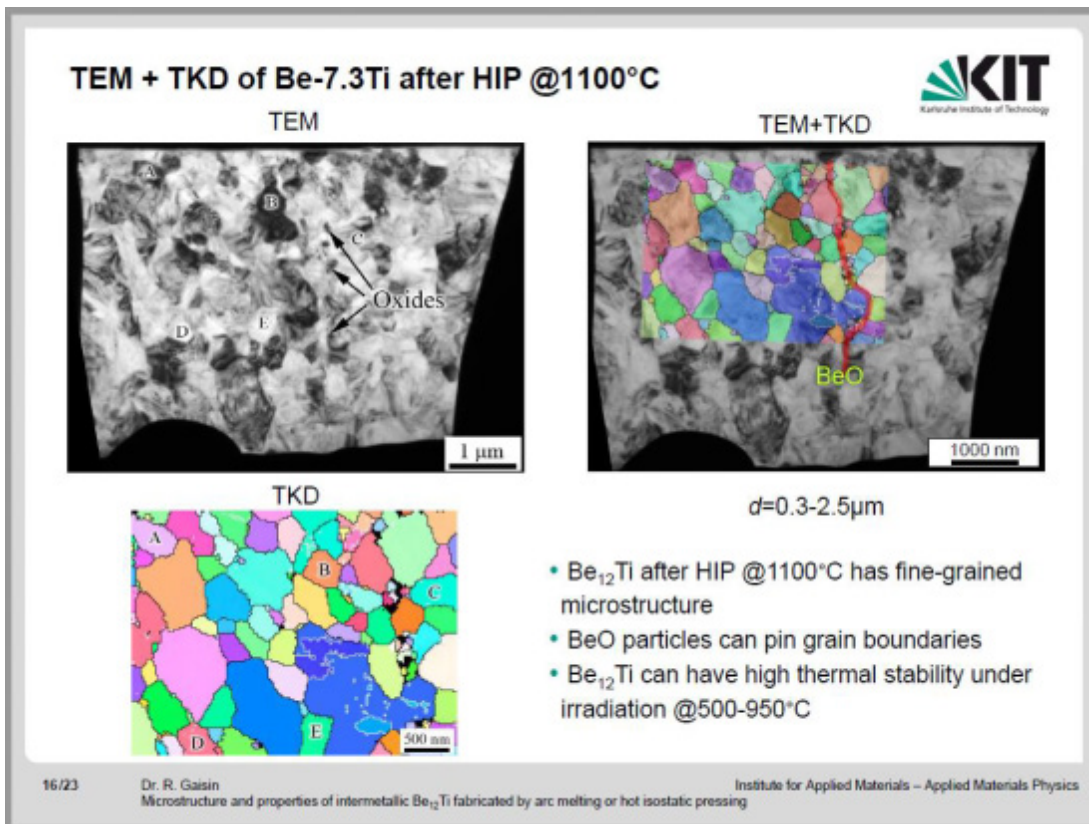 TEM + TKD of Be-7.3Ti after HIP @1100°C
KIT
Karlsruhe Institute of Technology
TEM
A
B
C
Oxides
D
E
1 µm
TEM+TKD
BeO
1000 nm
TKD
A
B
C
D
E
500 nm
d=0.3-2.5µm
• Be₁₂Ti after HIP @1100°C has fine-grained
microstructure
• BeO particles can pin grain boundaries
• Be₁₂Ti can have high thermal stability under
irradiation @500-950°C
16/23
Dr. R. Gaisin
Microstructure and properties of intermetallic Be₁₂Ti fabricated by arc melting or hot isostatic pressing
Institute for Applied Materials – Applied Materials Physics